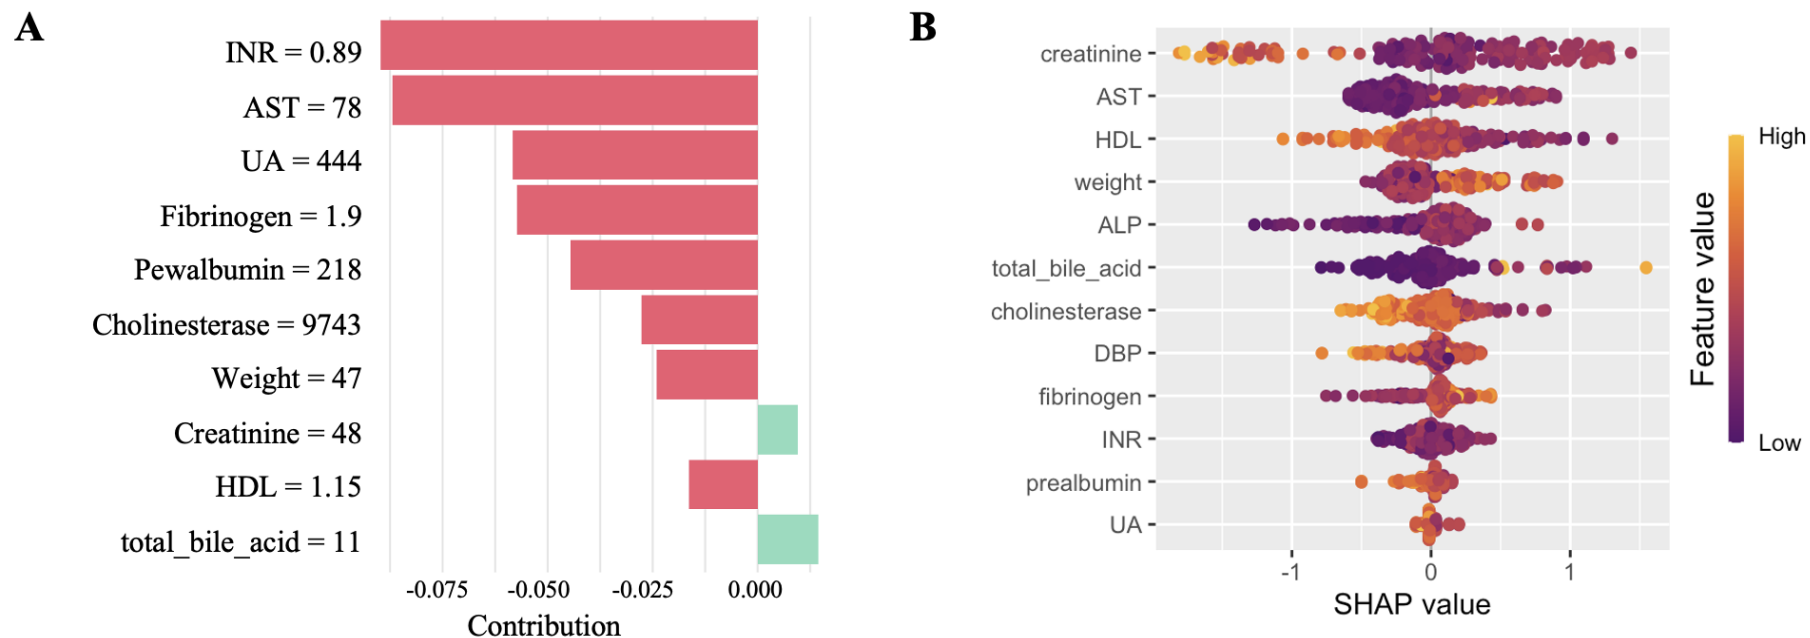 A
INR = 0.89
AST = 78
UA = 444
Fibrinogen = 1.9
Pewalbumin = 218
Cholinesterase = 9743
Weight = 47
Creatinine = 48
HDL = 1.15
total_bile_acid = 11
-0.075 -0.050 -0.025 0.000
Contribution
B
creatinine
AST
HDL
weight
ALP
total_bile_acid
cholinesterase
DBP
fibrinogen
INR
prealbumin
UA
-1 0 1
SHAP value
High
Feature value
Low